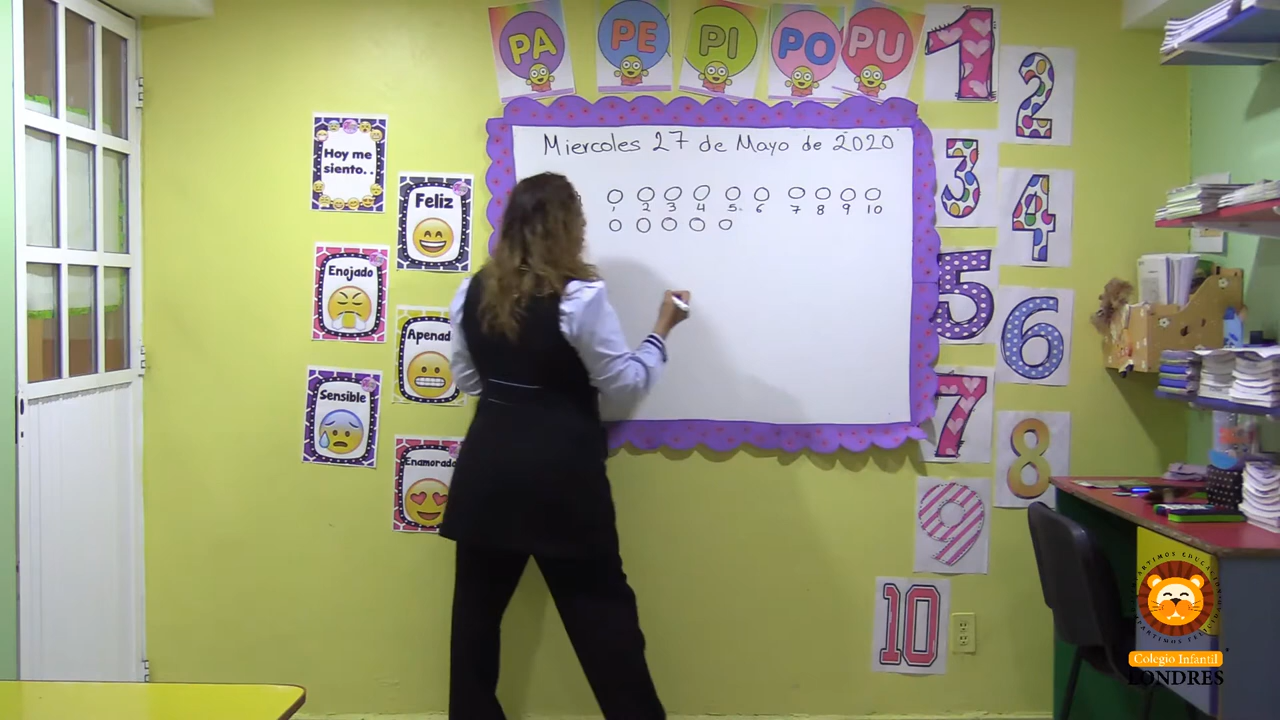 PA
PE
PI
PO
PU
Miercoles 27 de Mayo de 2020
1 2 3 4 5 6 7 8 9 10
Hoy me
siento. .
Feliz
Enojado
Apenad
Sensible
Enamorado
1
2
3
4
5
6
7
8
9
10
Colegio Infantil
LONDRES